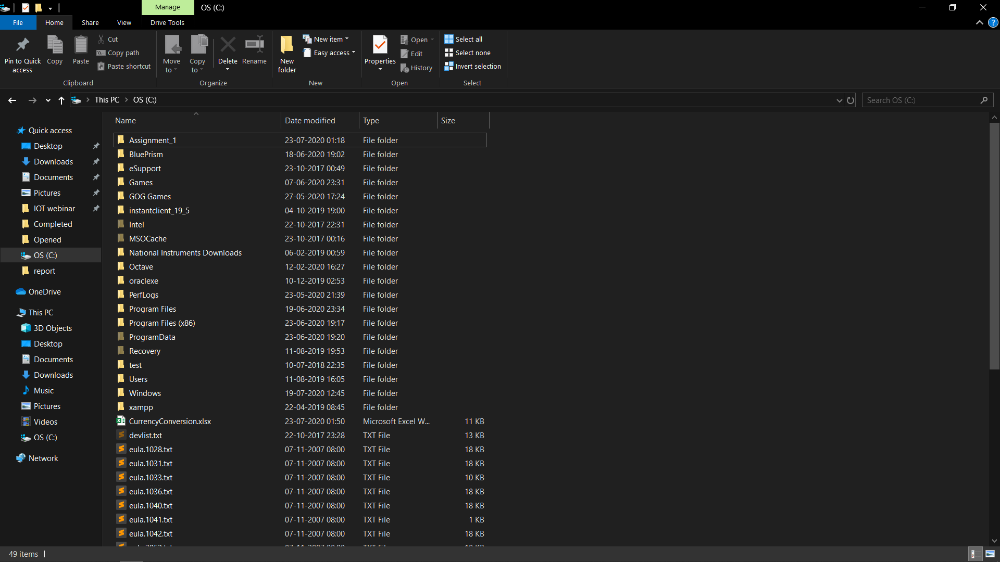 Manage
OS (C:)
File
Home
Share
View
Drive Tools
Pin to Quick access
Copy
Paste
Cut
Copy path
Paste shortcut
Clipboard
Move to
Copy to
Delete
Rename
Organize
New folder
New item
Easy access
New
Properties
Open
Edit
History
Open
Select all
Select none
Invert selection
Select
This PC
OS (C:)
Search OS (C:)
Quick access
Desktop
Downloads
Documents
Pictures
IOT webinar
Completed
Opened
OS (C:)
report
OneDrive
This PC
3D Objects
Desktop
Documents
Downloads
Music
Pictures
Videos
OS (C:)
Network
Name Date modified Type Size
Assignment_1 23-07-2020 01:18 File folder
BluePrism 18-06-2020 19:02 File folder
eSupport 23-10-2017 00:49 File folder
Games 07-06-2020 23:31 File folder
GOG Games 27-05-2020 17:24 File folder
instantclient_19_5 04-10-2019 19:00 File folder
Intel 22-10-2017 22:31 File folder
MSOCache 23-10-2017 00:16 File folder
National Instruments Downloads 06-02-2019 00:59 File folder
Octave 12-02-2020 16:27 File folder
oraclexe 10-12-2019 02:53 File folder
PerfLogs 23-05-2020 21:39 File folder
Program Files 19-06-2020 23:34 File folder
Program Files (x86) 23-06-2020 19:17 File folder
ProgramData 23-06-2020 19:20 File folder
Recovery 11-08-2019 19:53 File folder
test 10-07-2018 22:35 File folder
Users 11-08-2019 16:05 File folder
Windows 19-07-2020 12:45 File folder
xampp 22-04-2019 08:45 File folder
CurrencyConversion.xlsx 23-07-2020 01:50 Microsoft Excel W... 11 KB
devlist.txt 22-10-2017 23:28 TXT File 13 KB
eula.1028.txt 07-11-2007 08:00 TXT File 18 KB
eula.1031.txt 07-11-2007 08:00 TXT File 18 KB
eula.1033.txt 07-11-2007 08:00 TXT File 10 KB
eula.1036.txt 07-11-2007 08:00 TXT File 18 KB
eula.1040.txt 07-11-2007 08:00 TXT File 18 KB
eula.1041.txt 07-11-2007 08:00 TXT File 1 KB
eula.1042.txt 07-11-2007 08:00 TXT File 18 KB
49 items